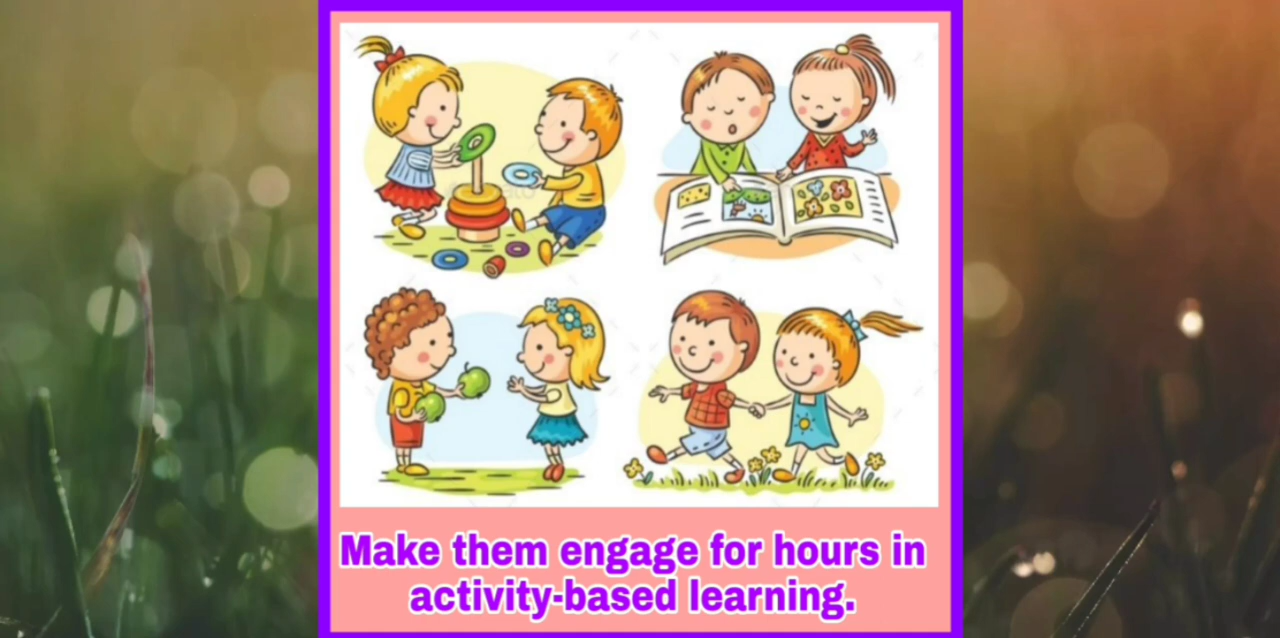 Make them engage for hours in
activity-based learning.